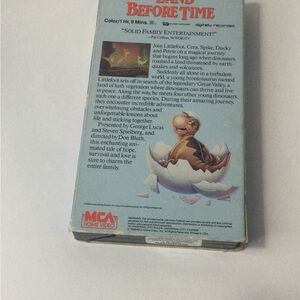 LAND
BEFORE TIME
Color/1 Hr. 9 Mins.
digitally recorded
"SOLID FAMILY ENTERTAINMENT!"
Join Littlefoot, Cera, Spike, Ducky
and Petrie on a magical journey
that begins long ago when dinosaurs
roamed a land threatened by earth-
quakes and volcanoes.
Suddenly all alone in a turbulent
world, a young brontosaurus named
Littlefoot sets off in search of the legendary Great Valley, a
land of lush vegetation where dinosaurs can thrive and live
in peace. Along the way, he meets four other young dinosaurs,
each one a different species. During their amazing journey,
they encounter incredible adventures,
overwhelming obstacles and
unforgettable lessons about
life and sticking together.
Presented by George Lucas
and Steven Spielberg, and
directed by Don Bluth,
this enchanting ani-
mated tale of hope,
survival and love is
sure to charm the
entire family.
MCA
HOME VIDEO